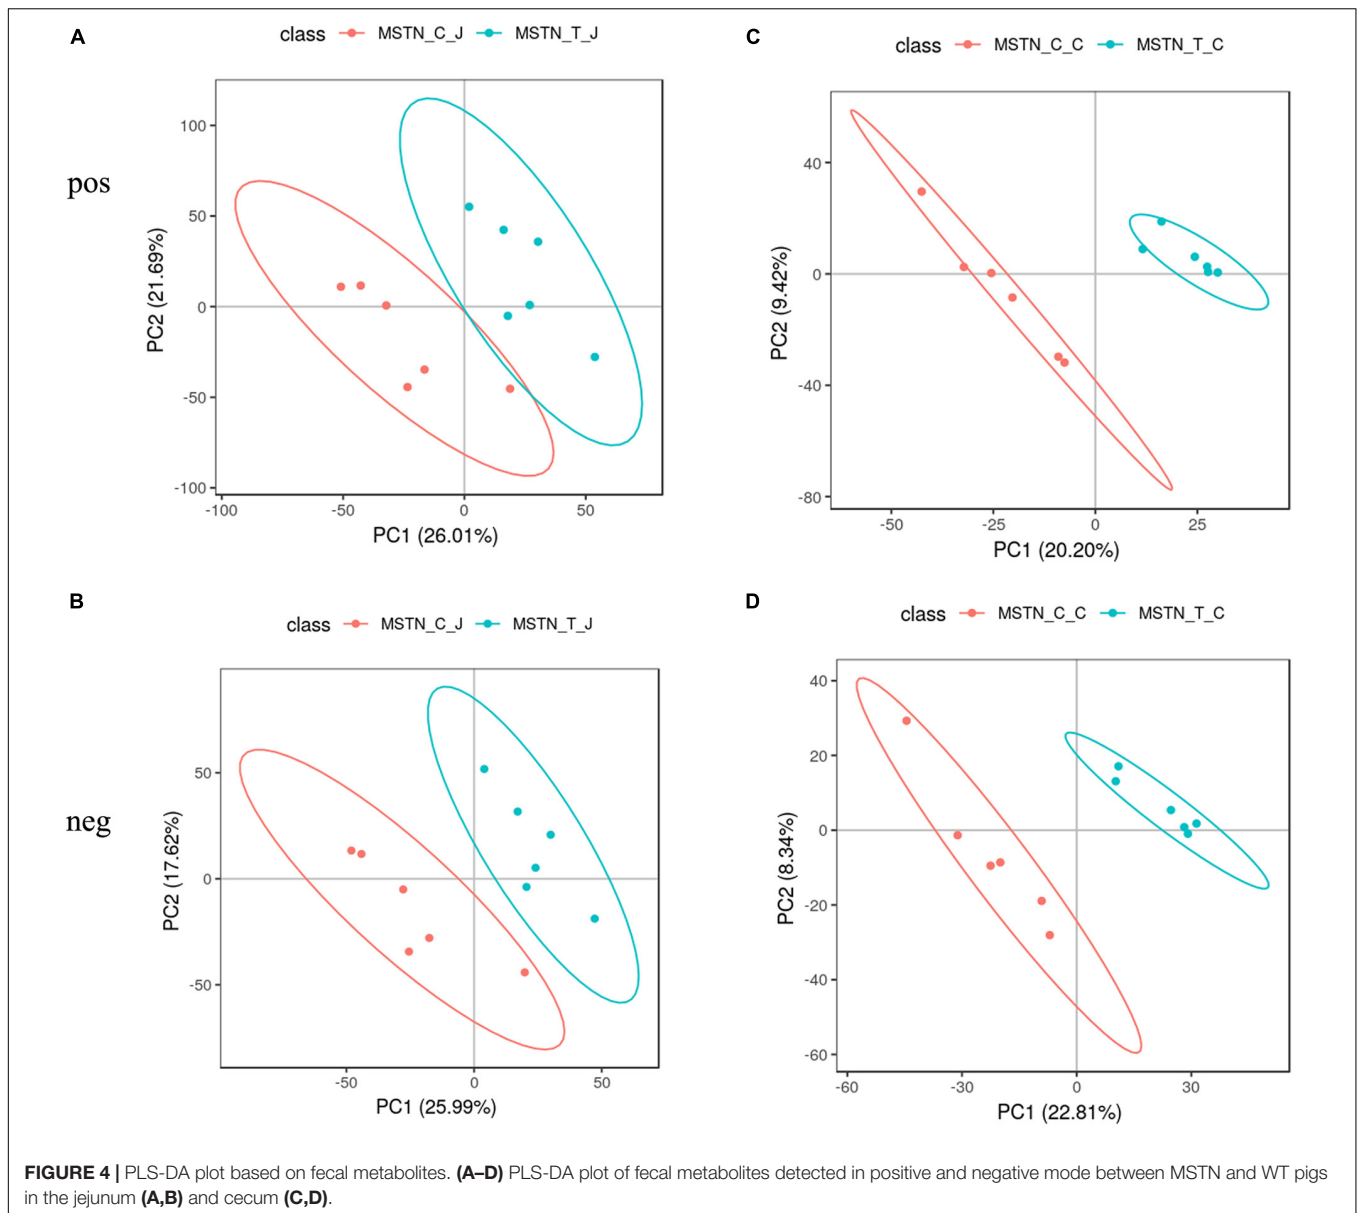 A
class MSTN_C_J MSTN_T_J
pos
PC2 (21.69%)
100
50
0
-50
-100
-100 -50 0 50
PC1 (26.01%)
C
class MSTN_C_C MSTN_T_C
PC2 (9.42%)
40
0
-40
-80
-50 -25 0 25
PC1 (20.20%)
B
class MSTN_C_J MSTN_T_J
neg
PC2 (17.62%)
50
0
-50
-50 0 50
PC1 (25.99%)
D
class MSTN_C_C MSTN_T_C
PC2 (8.34%)
40
20
0
-20
-40
-60
-60 -30 0 30
PC1 (22.81%)
FIGURE 4 | PLS-DA plot based on fecal metabolites. (A–D) PLS-DA plot of fecal metabolites detected in positive and negative mode between MSTN and WT pigs
in the jejunum (A,B) and cecum (C,D).